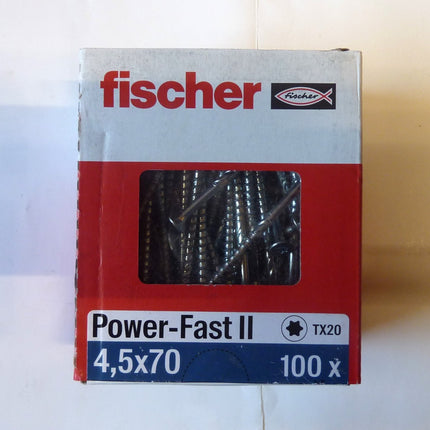 fischer
fischer
Power-Fast II
TX20
4,5x70
100 x